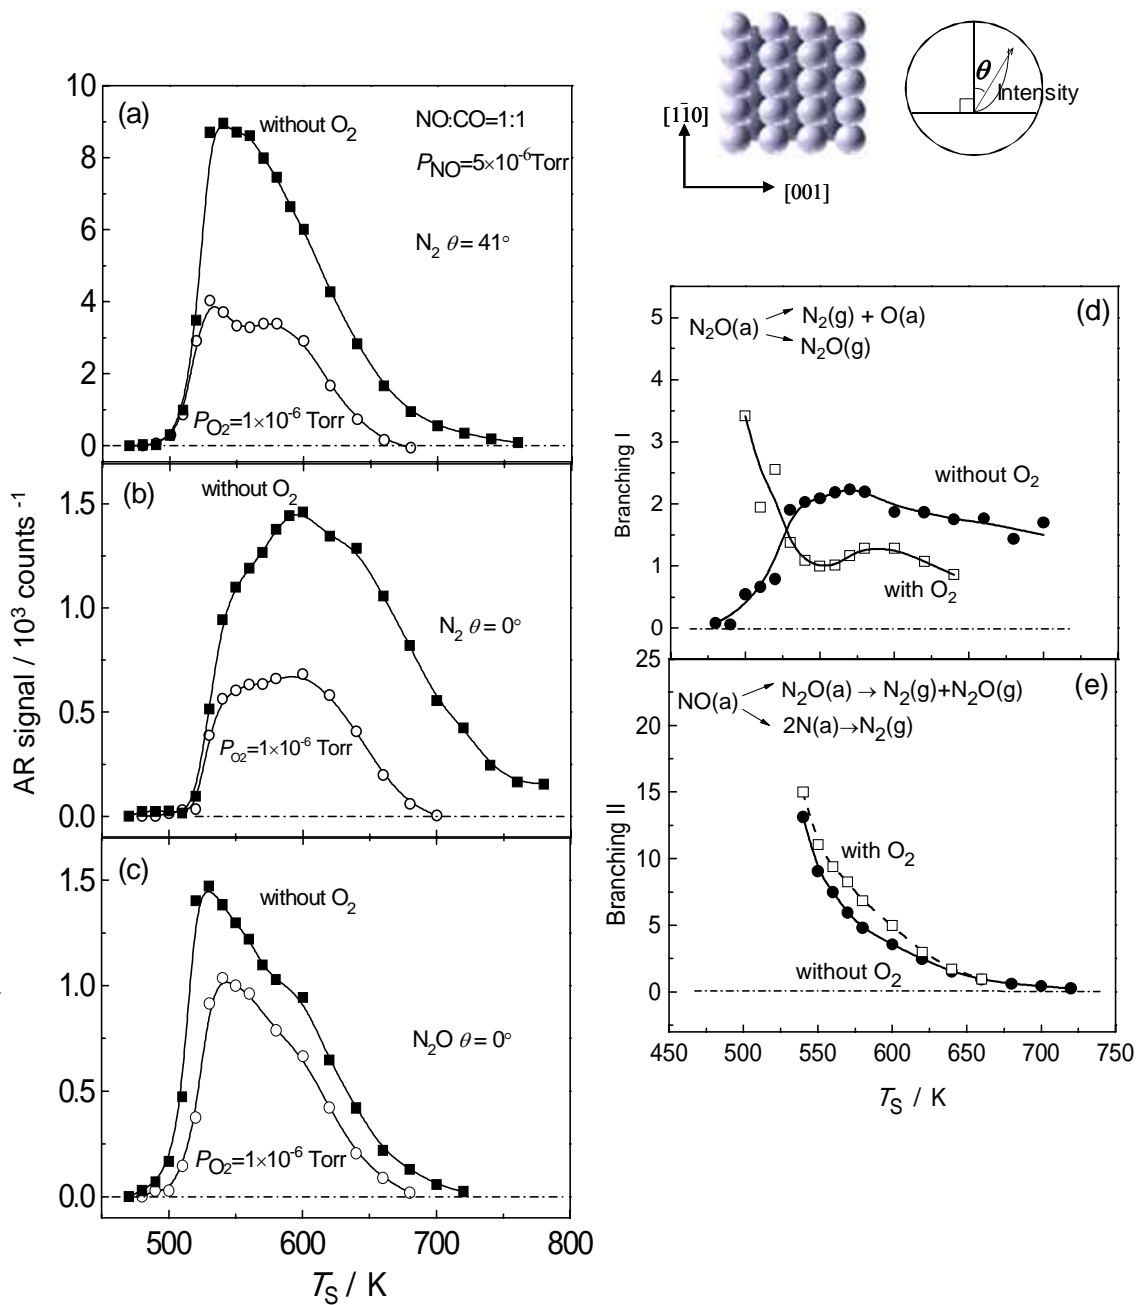 (a)
without O2
NO:CO=1:1
PNO=5×10-6Torr
N2 θ = 41°
PO2=1×10-6 Torr
10
8
6
4
2
0
(b)
without O2
N2 θ = 0°
PO2=1×10-6 Torr
1.5
1.0
0.5
0.0
AR signal / 10³ counts -1
(c)
without O2
N2O θ = 0°
PO2=1×10-6 Torr
1.5
1.0
0.5
0.0
500 600 700 800
TS / K
[11̄0]
[001]
θ
Intensity
(d)
N2O(a)
N2(g) + O(a)
N2O(g)
without O2
with O2
5
4
3
2
1
0
Branching I
(e)
NO(a)
N2O(a) → N2(g)+N2O(g)
2N(a)→N2(g)
with O2
without O2
25
20
15
10
5
0
Branching II
450 500 550 600 650 700 750
TS / K